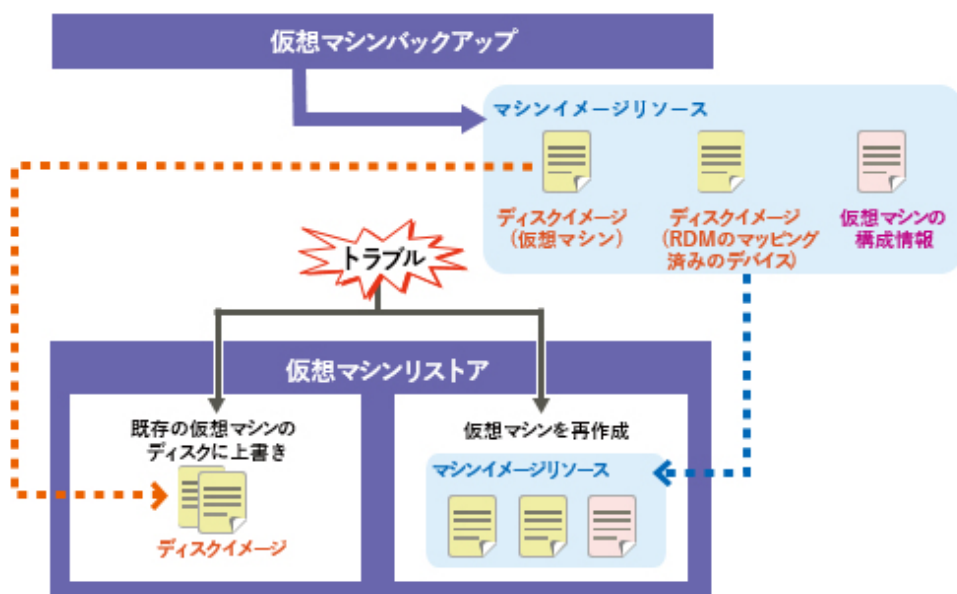 仮想マシンバックアップ
マシンイメージリソース
ディスクイメージ
(仮想マシン)
ディスクイメージ
(RDMのマッピング
済みのデバイス)
仮想マシンの
構成情報
トラブル
仮想マシンリストア
既存の仮想マシンの
ディスクに上書き
ディスクイメージ
仮想マシンを再作成
マシンイメージリソース